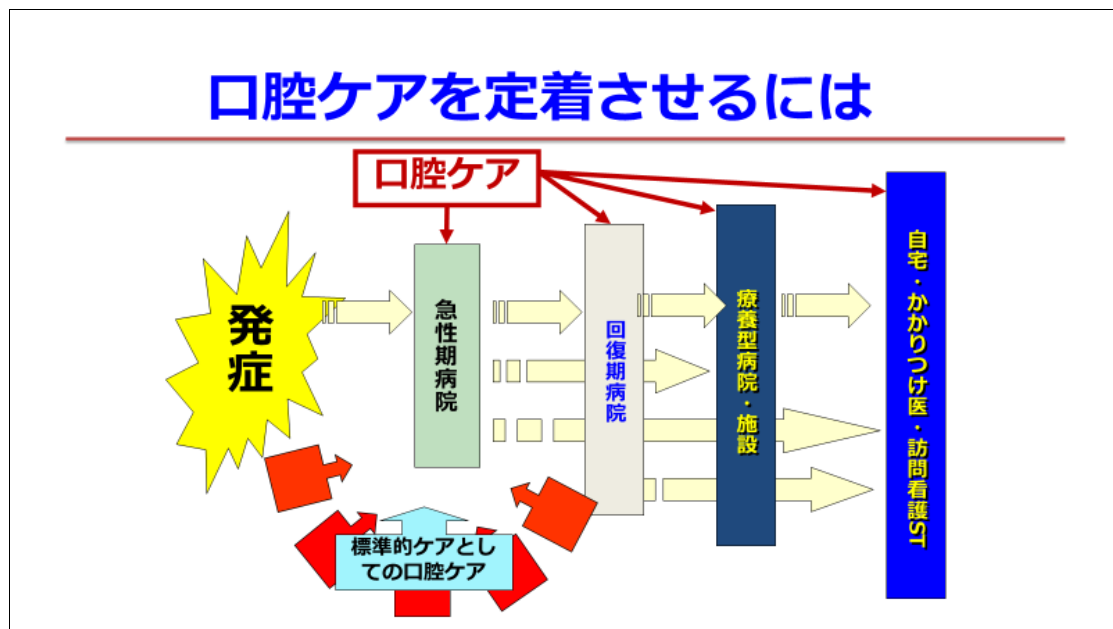 口腔ケアを定着させるには
口腔ケア
発症
急性期病院
回復期病院
療養型病院・施設
自宅・かかりつけ医・訪問看護ST
標準的ケアとし
ての口腔ケア